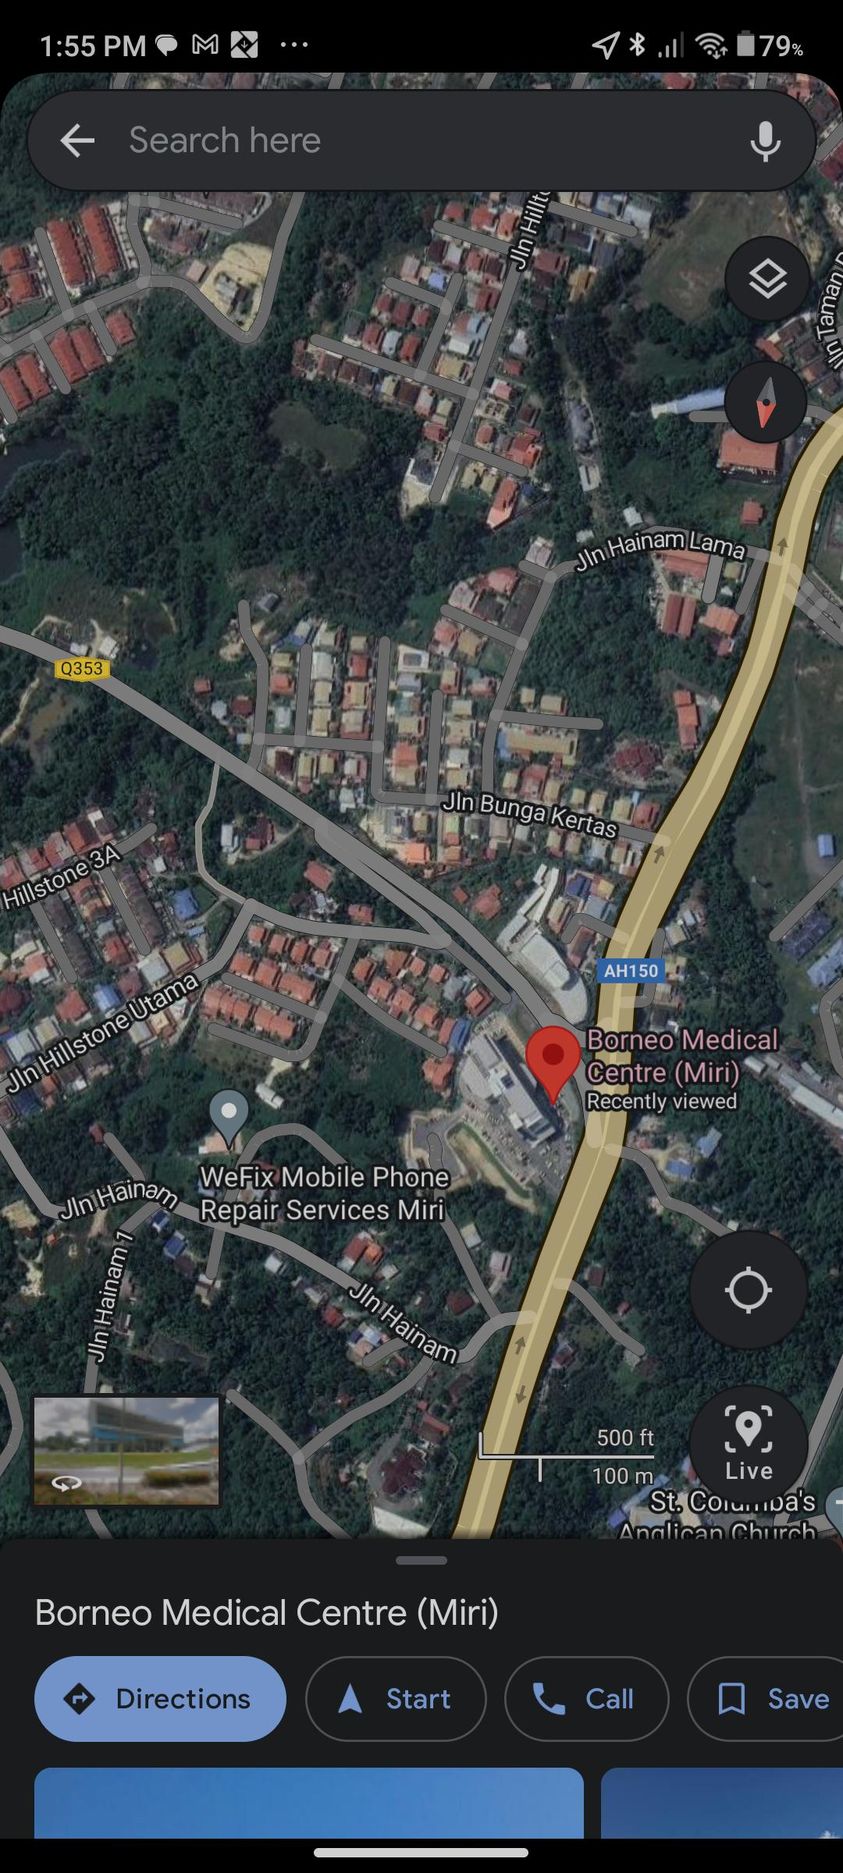 1:55 PM
79%
Search here
Jln Hillto
Jln Taman
Jln Hainam Lama
Q353
Jln Bunga Kertas
Hillstone 3A
AH150
Jln Hillstone Utama
Borneo Medical
Centre (Miri)
Recently viewed
WeFix Mobile Phone
Repair Services Miri
Jln Hainam
Jln Hainam 1
Jln Hainam
500 ft
100 m
Live
St. Columba's
Anglican Church
Borneo Medical Centre (Miri)
Directions
Start
Call
Save